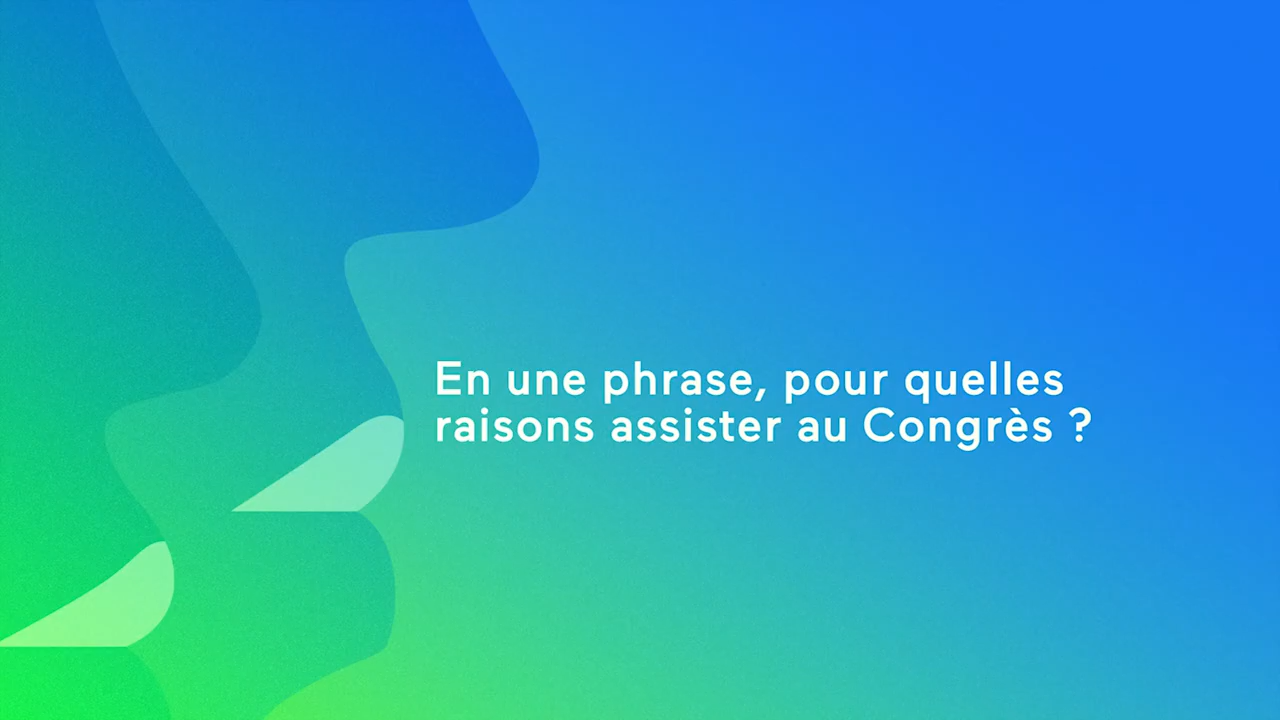 En une phrase, pour quelles
raisons assister au Congrès ?